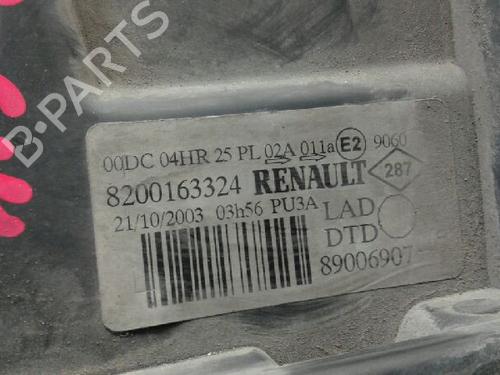 B-PARTS
00DC 04HR 25 PL 02A 011a E2 9060
8200163324 RENAULT 287
21/10/2003 03h56 PU3A LAD
DTD
89006907